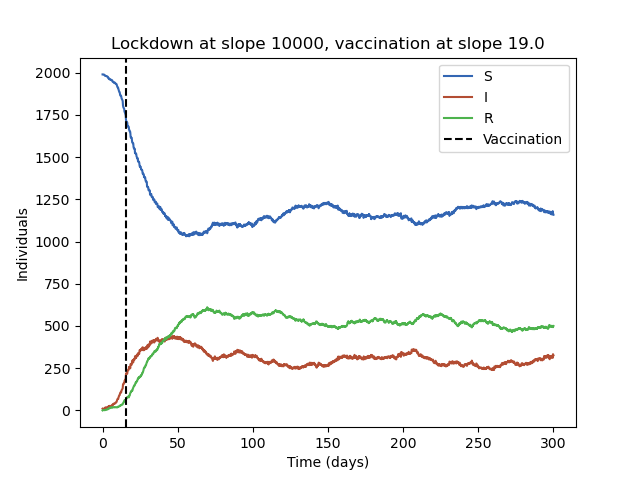 Lockdown at slope 10000, vaccination at slope 19.0
S
I
R
Vaccination
Individuals
2000
1750
1500
1250
1000
750
500
250
0
0 50 100 150 200 250 300
Time (days)